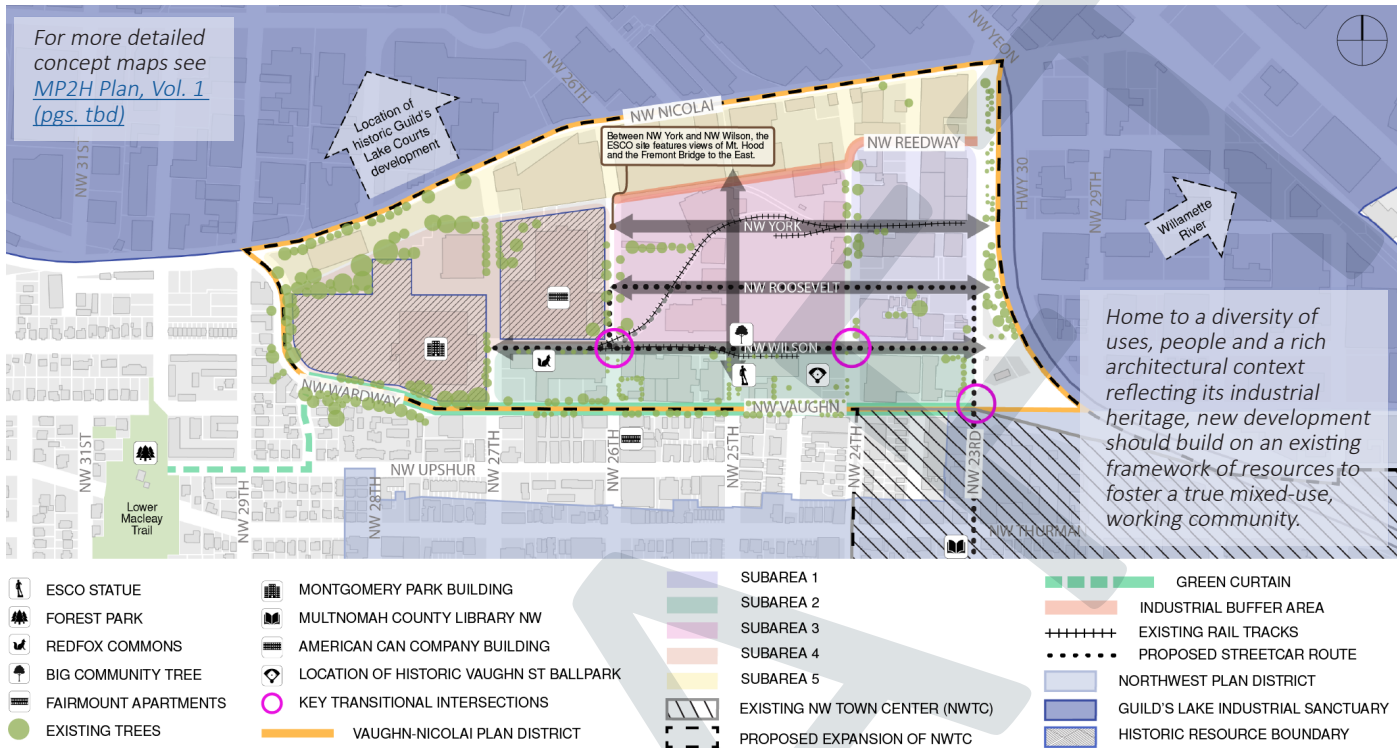 For more detailed
concept maps see
MP2H Plan, Vol. 1
(pgs. tbd)
Location of
historic Guild's
Lake Courts
development
NW 26TH
NW NICOLAI
NW YEON
Between NW York and NW Wilson, the
ESCO site features views of Mt. Hood
and the Fremont Bridge to the East.
NW REEDWAY
NW 31ST
HWY 30
NW 29TH
Willamette
River
NW YORK
NW ROOSEVELT
NW WILSON
NW WARDWAY
NW VAUGHN
Home to a diversity of
uses, people and a rich
architectural context
reflecting its industrial
heritage, new development
should build on an existing
framework of resources to
foster a true mixed-use,
working community.
NW 31ST
NW UPSHUR
NW 29TH
NW 28TH
NW 27TH
NW 26TH
NW 25TH
NW 24TH
NW 23RD
Lower
Macleay
Trail
NW THURMA
ESCO STATUE
FOREST PARK
REDFOX COMMONS
BIG COMMUNITY TREE
FAIRMOUNT APARTMENTS
EXISTING TREES
MONTGOMERY PARK BUILDING
MULTNOMAH COUNTY LIBRARY NW
AMERICAN CAN COMPANY BUILDING
LOCATION OF HISTORIC VAUGHN ST BALLPARK
KEY TRANSITIONAL INTERSECTIONS
VAUGHN-NICOLAI PLAN DISTRICT
SUBAREA 1
SUBAREA 2
SUBAREA 3
SUBAREA 4
SUBAREA 5
EXISTING NW TOWN CENTER (NWTC)
PROPOSED EXPANSION OF NWTC
GREEN CURTAIN
INDUSTRIAL BUFFER AREA
EXISTING RAIL TRACKS
PROPOSED STREETCAR ROUTE
NORTHWEST PLAN DISTRICT
GUILD'S LAKE INDUSTRIAL SANCTUARY
HISTORIC RESOURCE BOUNDARY